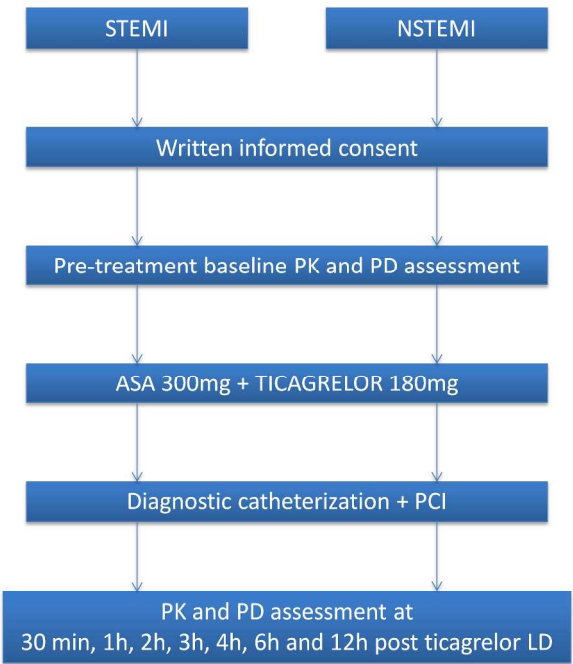 STEMI
NSTEMI
Written informed consent
Pre-treatment baseline PK and PD assessment
ASA 300mg + TICAGRELOR 180mg
Diagnostic catheterization + PCI
PK and PD assessment at
30 min, 1h, 2h, 3h, 4h, 6h and 12h post ticagrelor LD